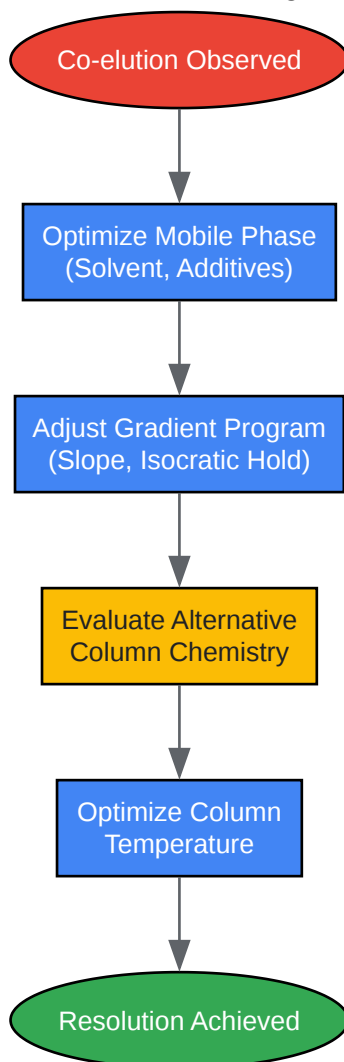 Co-elution Observed
Optimize Mobile Phase
(Solvent, Additives)
Adjust Gradient Program
(Slope, Isocratic Hold)
Evaluate Alternative
Column Chemistry
Optimize Column
Temperature
Resolution Achieved